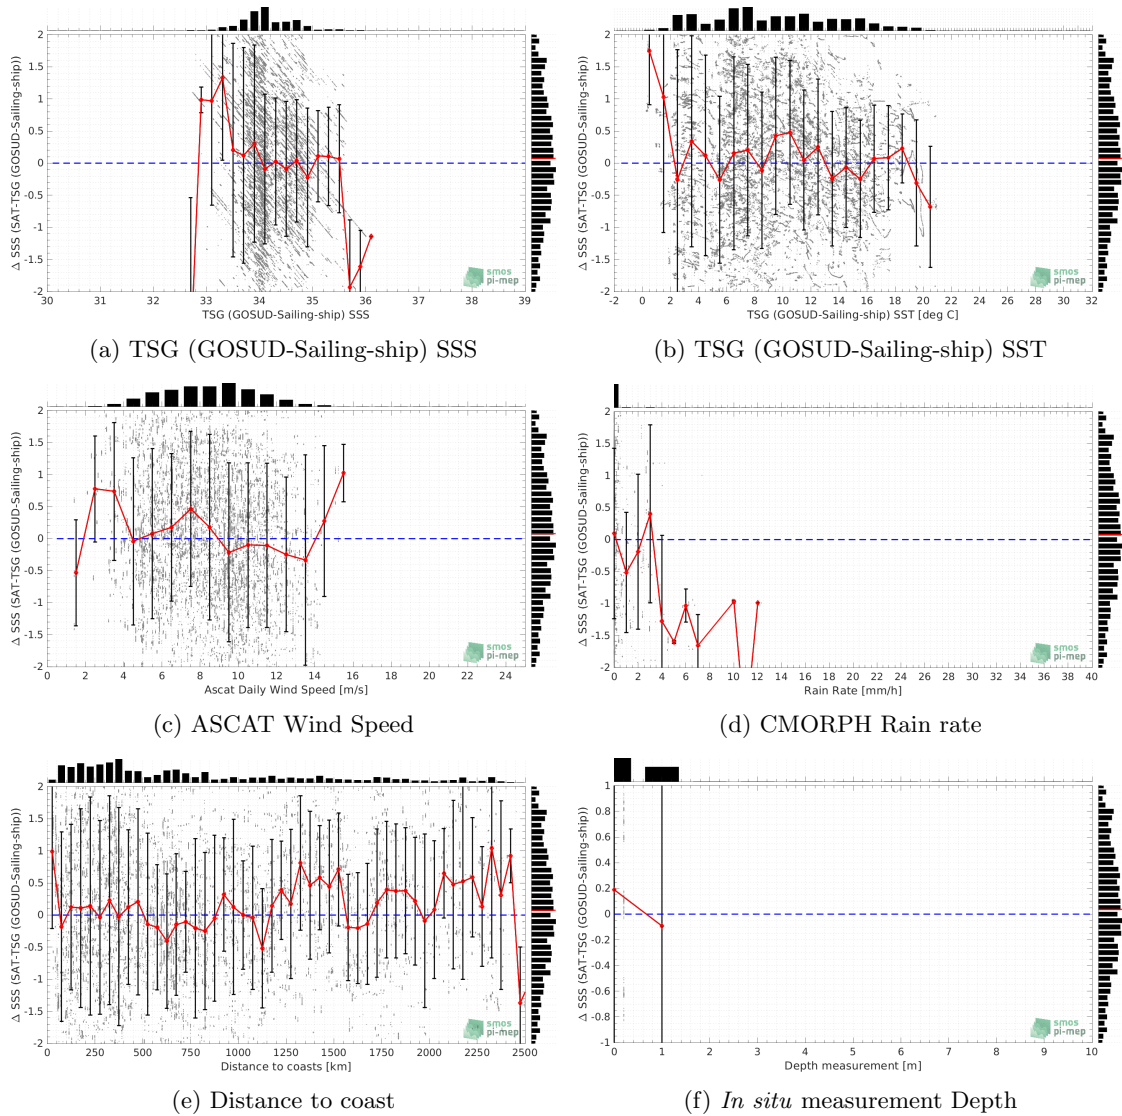 2
1.5
1
0.5
0
-0.5
-1
-1.5
-2
Δ SSS (SAT-TSG (GOSUD-Sailing-ship))
30 31 32 33 34 35 36 37 38 39
TSG (GOSUD-Sailing-ship) SSS
smos
pi-mep
(a) TSG (GOSUD-Sailing-ship) SSS
2
1.5
1
0.5
0
-0.5
-1
-1.5
-2
Δ SSS (SAT-TSG (GOSUD-Sailing-ship))
-2 0 2 4 6 8 10 12 14 16 18 20 22 24 26 28 30 32
TSG (GOSUD-Sailing-ship) SST [deg C]
smos
pi-mep
(b) TSG (GOSUD-Sailing-ship) SST
2
1.5
1
0.5
0
-0.5
-1
-1.5
-2
Δ SSS (SAT-TSG (GOSUD-Sailing-ship))
0 2 4 6 8 10 12 14 16 18 20 22 24
Ascat Daily Wind Speed [m/s]
smos
pi-mep
(c) ASCAT Wind Speed
2
1.5
1
0.5
0
-0.5
-1
-1.5
-2
Δ SSS (SAT-TSG (GOSUD-Sailing-ship))
0 2 4 6 8 10 12 14 16 18 20 22 24 26 28 30 32 34 36 38 40
Rain Rate [mm/h]
smos
pi-mep
(d) CMORPH Rain rate
2
1.5
1
0.5
0
-0.5
-1
-1.5
-2
Δ SSS (SAT-TSG (GOSUD-Sailing-ship))
0 250 500 750 1000 1250 1500 1750 2000 2250 2500
Distance to coasts [km]
smos
pi-mep
(e) Distance to coast
1
0.8
0.6
0.4
0.2
0
-0.2
-0.4
-0.6
-0.8
-1
Δ SSS (SAT-TSG (GOSUD-Sailing-ship))
0 1 2 3 4 5 6 7 8 9 10
Depth measurement [m]
smos
pi-mep
(f) In situ measurement Depth